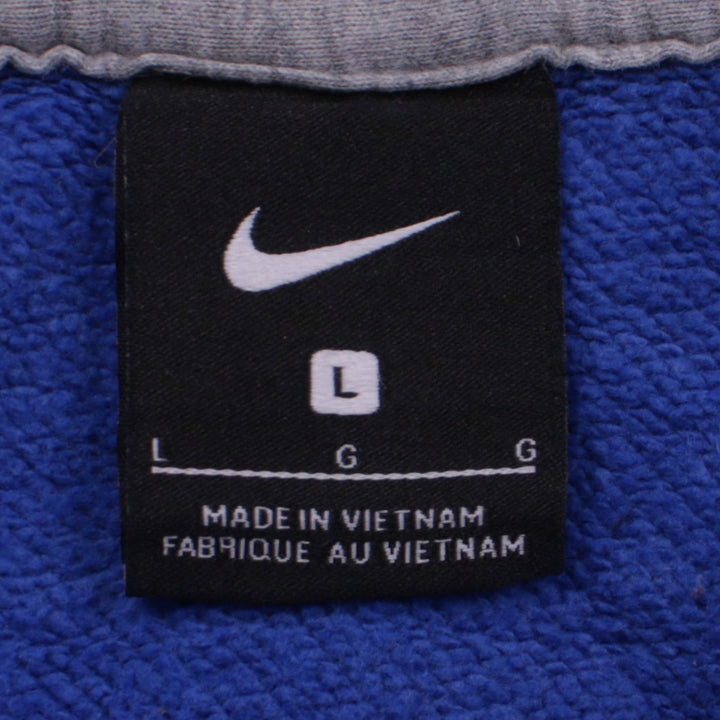 L
L G G
MADE IN VIETNAM
FABRIQUE AU VIETNAM